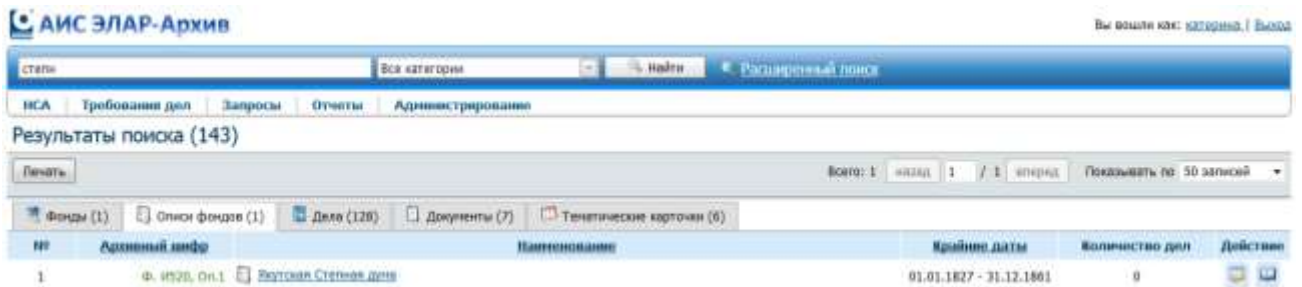 АИС ЭЛАР-Архив
Вы вошли как: катерина | Выход
степн
Все категории Найти Расширенный поиск
НСА Требования дел Запросы Отчеты Администрирование
Результаты поиска (143)
Печать Всего: 1 назад 1 / 1 вперед Показывать по 50 записей
Фонды (1) Описи фондов (1) Дела (128) Документы (7) Тематические карточки (6)
№ Архивный шифр Наименование Крайние даты Количество дел Действие
1 Ф. И520, Оп.1 Якутская Степная дума 01.01.1827 - 31.12.1861 0